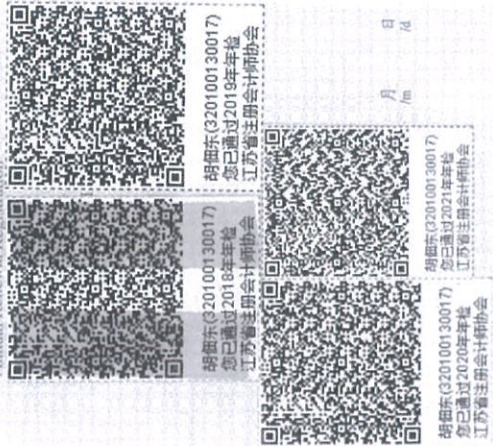 胡佃东(320100130017)
您已通过2018年年检
江苏省注册会计师协会
胡佃东(320100130017)
您已通过2019年年检
江苏省注册会计师协会
胡佃东(320100130017)
您已通过2020年年检
江苏省注册会计师协会
胡佃东(320100130017)
您已通过2021年年检
江苏省注册会计师协会
月 日
/m /d